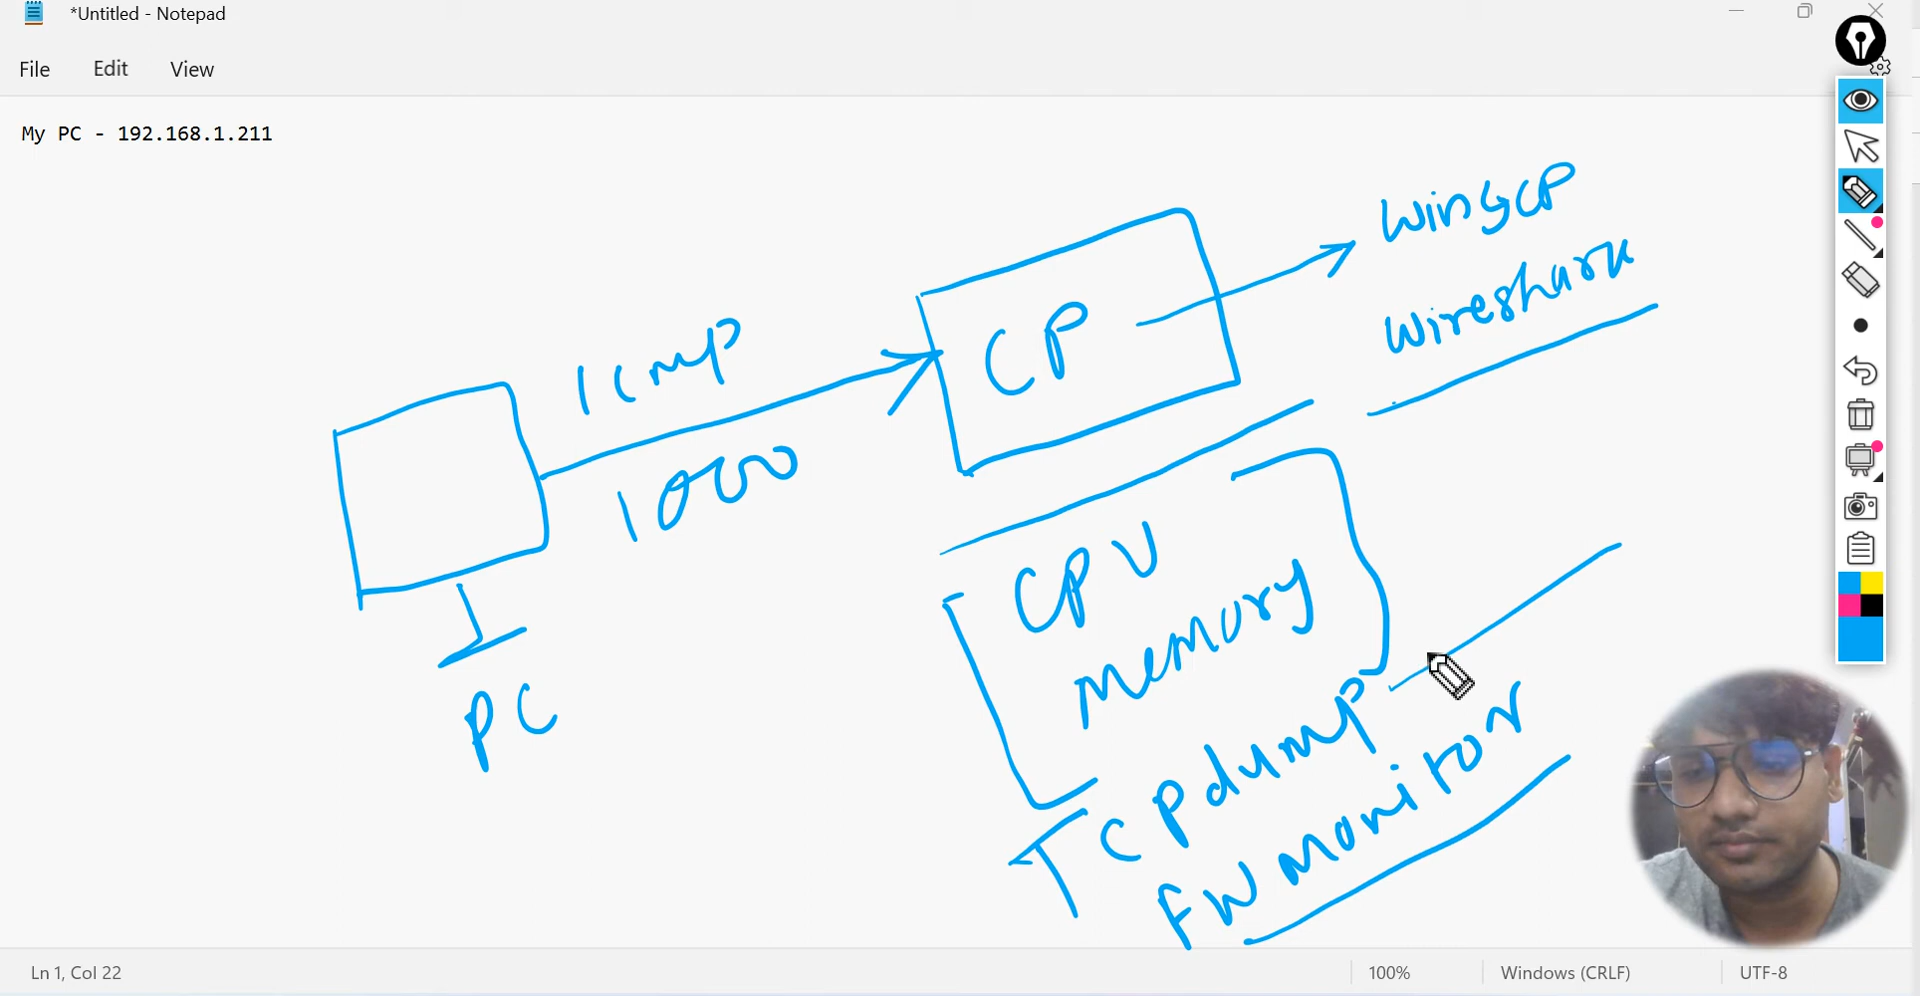 *Untitled - Notepad
File Edit View
My PC - 192.168.1.211
WinSCP
Wireshark
ICMP
1000
CP
CPU
Memory
PC
TCPdump
FW monitor
Ln 1, Col 22
100%
Windows (CRLF)
UTF-8